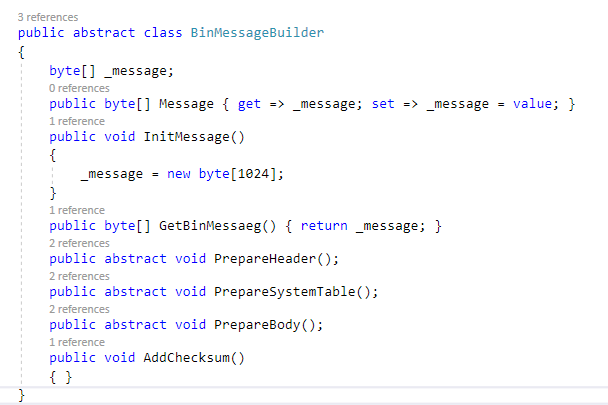 3 references
public abstract class BinMessageBuilder
{
byte[] _message;
0 references
public byte[] Message { get => _message; set => _message = value; }
1 reference
public void InitMessage()
{
_message = new byte[1024];
}
1 reference
public byte[] GetBinMessaeg() { return _message; }
2 references
public abstract void PrepareHeader();
2 references
public abstract void PrepareSystemTable();
2 references
public abstract void PrepareBody();
1 reference
public void AddChecksum()
{ }
}